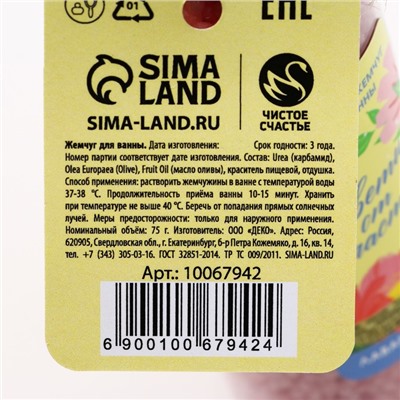 01
EAC
SIMA
LAND
SIMA-LAND.RU
ЧИСТОЕ
СЧАСТЬЕ
Жемчуг для ванны. Дата изготовления: Срок годности: 3 года.
Номер партии соответствует дате изготовления. Состав: Urea (карбамид),
Olea Europaea (Olive), Fruit Oil (масло оливы), краситель пищевой, отдушка.
Способ применения: растворить жемчужины в ванне с температурой воды
37-38 °C. Продолжительность приёма ванны 10-15 минут. Хранить
при температуре не выше 40 °C. Беречь от попадания прямых солнечных
лучей. Меры предосторожности: только для наружного применения.
Номинальный объём: 75 г. Изготовитель: ООО «ДЕКО». Адрес: Россия,
620905, Свердловская обл., г. Екатеринбург, б-р Петра Кожемяко, д. 16, кв. 14,
тел. +7 (343) 305-03-16. ГОСТ 32851-2014. ТР ТС 009/2011. SIMA-LAND.RU
Арт.: 10067942
6 900100 679424